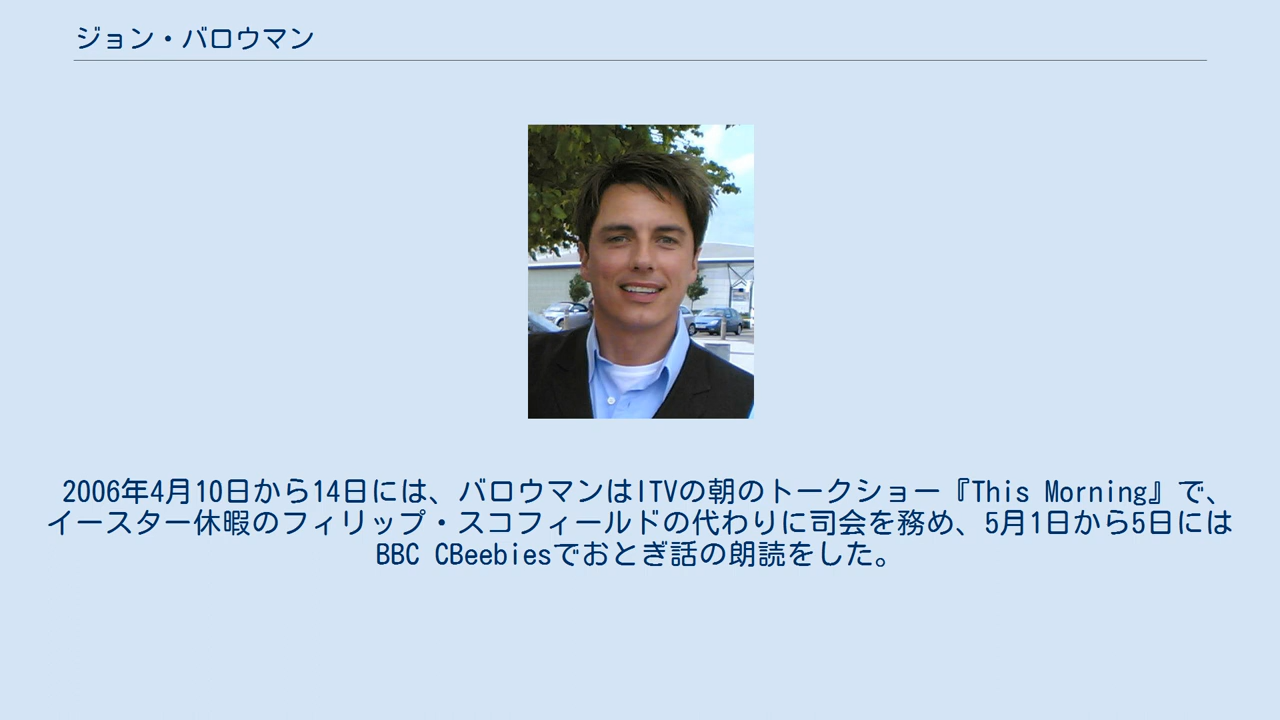 ジョン・バロウマン
2006年4月10日から14日には、バロウマンはITVの朝のトークショー『This Morning』で、
イースター休暇のフィリップ・スコフィールドの代わりに司会を務め、5月1日から5日には
BBC CBeebiesでおとぎ話の朗読をした。